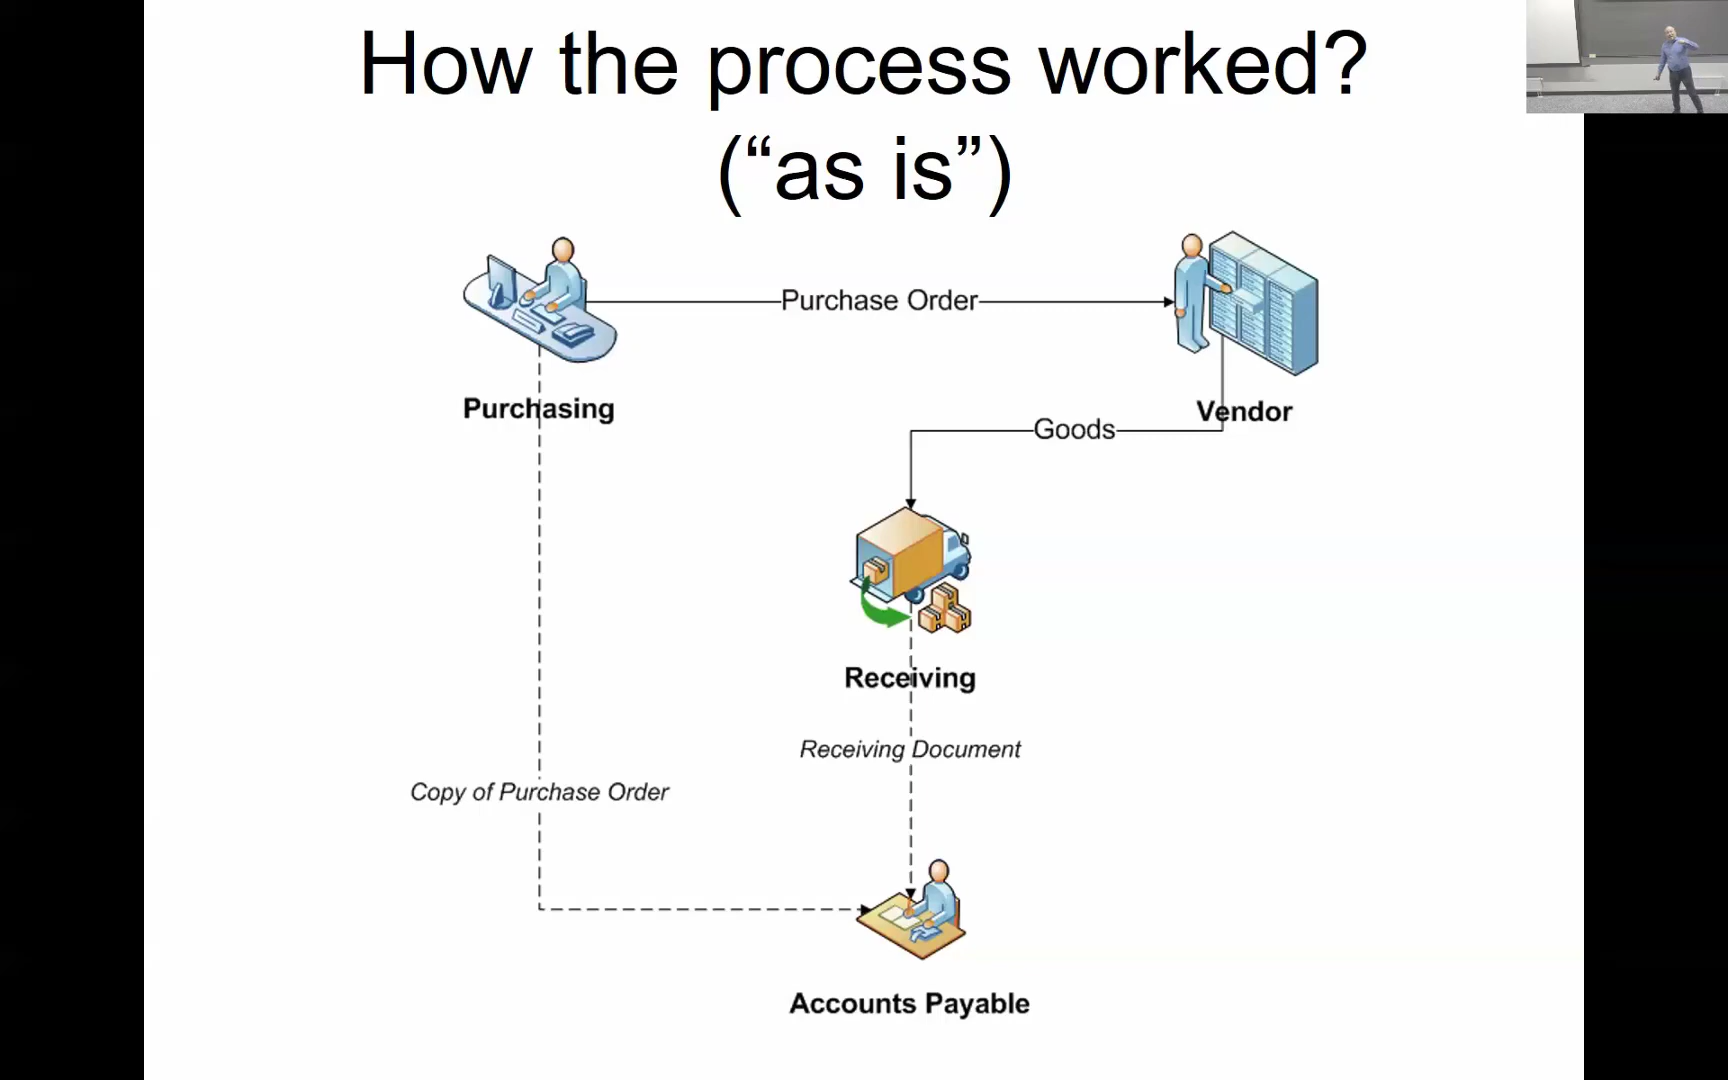 How the process worked?
(“as is”)
Purchase Order
Purchasing
Vendor
Goods
Receiving
Receiving Document
Copy of Purchase Order
Accounts Payable